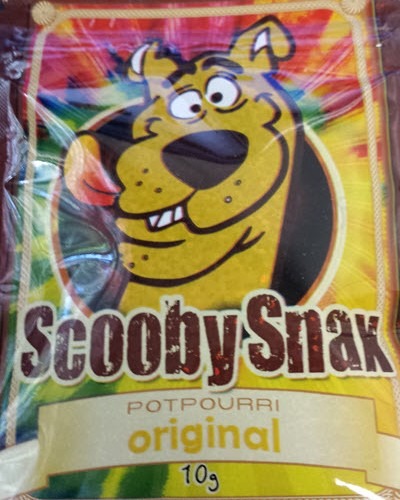 Scooby Snax
POTPOURRI
original
10g